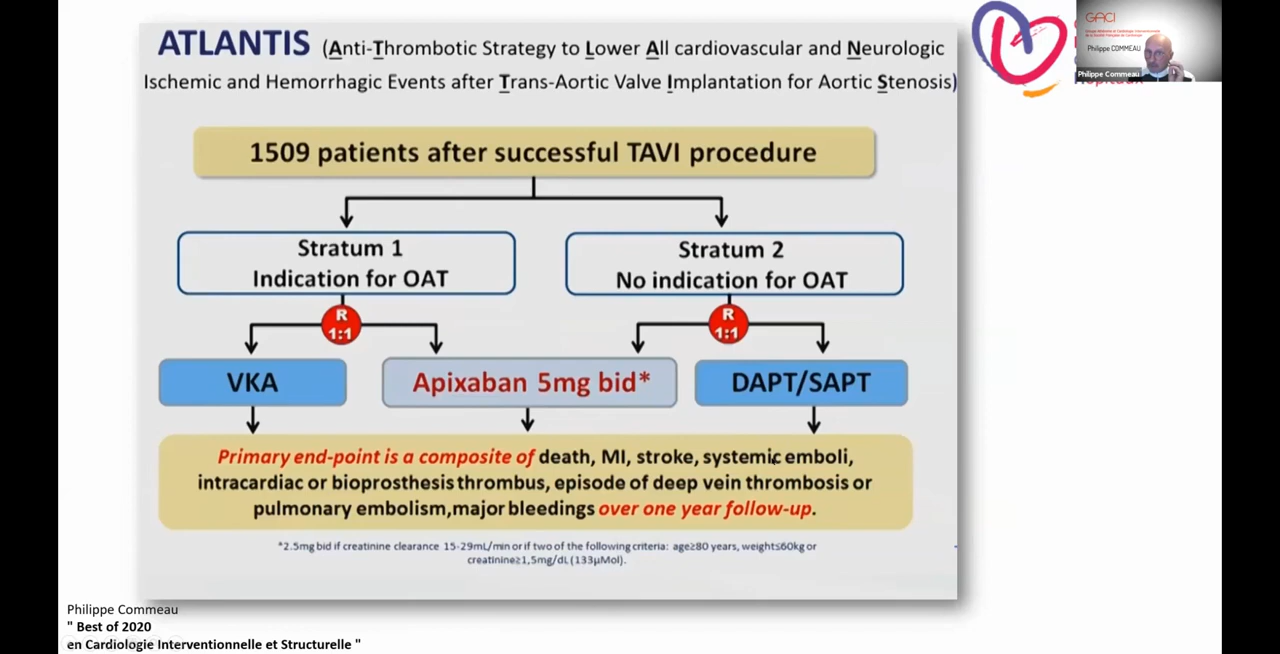 ATLANTIS (Anti-Thrombotic Strategy to Lower All cardiovascular and Neurologic
Ischemic and Hemorrhagic Events after Trans-Aortic Valve Implantation for Aortic Stenosis)
1509 patients after successful TAVI procedure
Stratum 1
Indication for OAT
Stratum 2
No indication for OAT
R
1:1
R
1:1
VKA
Apixaban 5mg bid*
DAPT/SAPT
Primary end-point is a composite of death, MI, stroke, systemic emboli,
intracardiac or bioprosthesis thrombus, episode of deep vein thrombosis or
pulmonary embolism,major bleedings over one year follow-up.
*2.5mg bid if creatinine clearance 15-29mL/min or if two of the following criteria: age≥80 years, weight≤60kg or
creatinine≥1,5mg/dL (133µMol).
Philippe Commeau
" Best of 2020
en Cardiologie Interventionnelle et Structurelle "
GACI
Philippe COMMEAU
Philippe Commeau